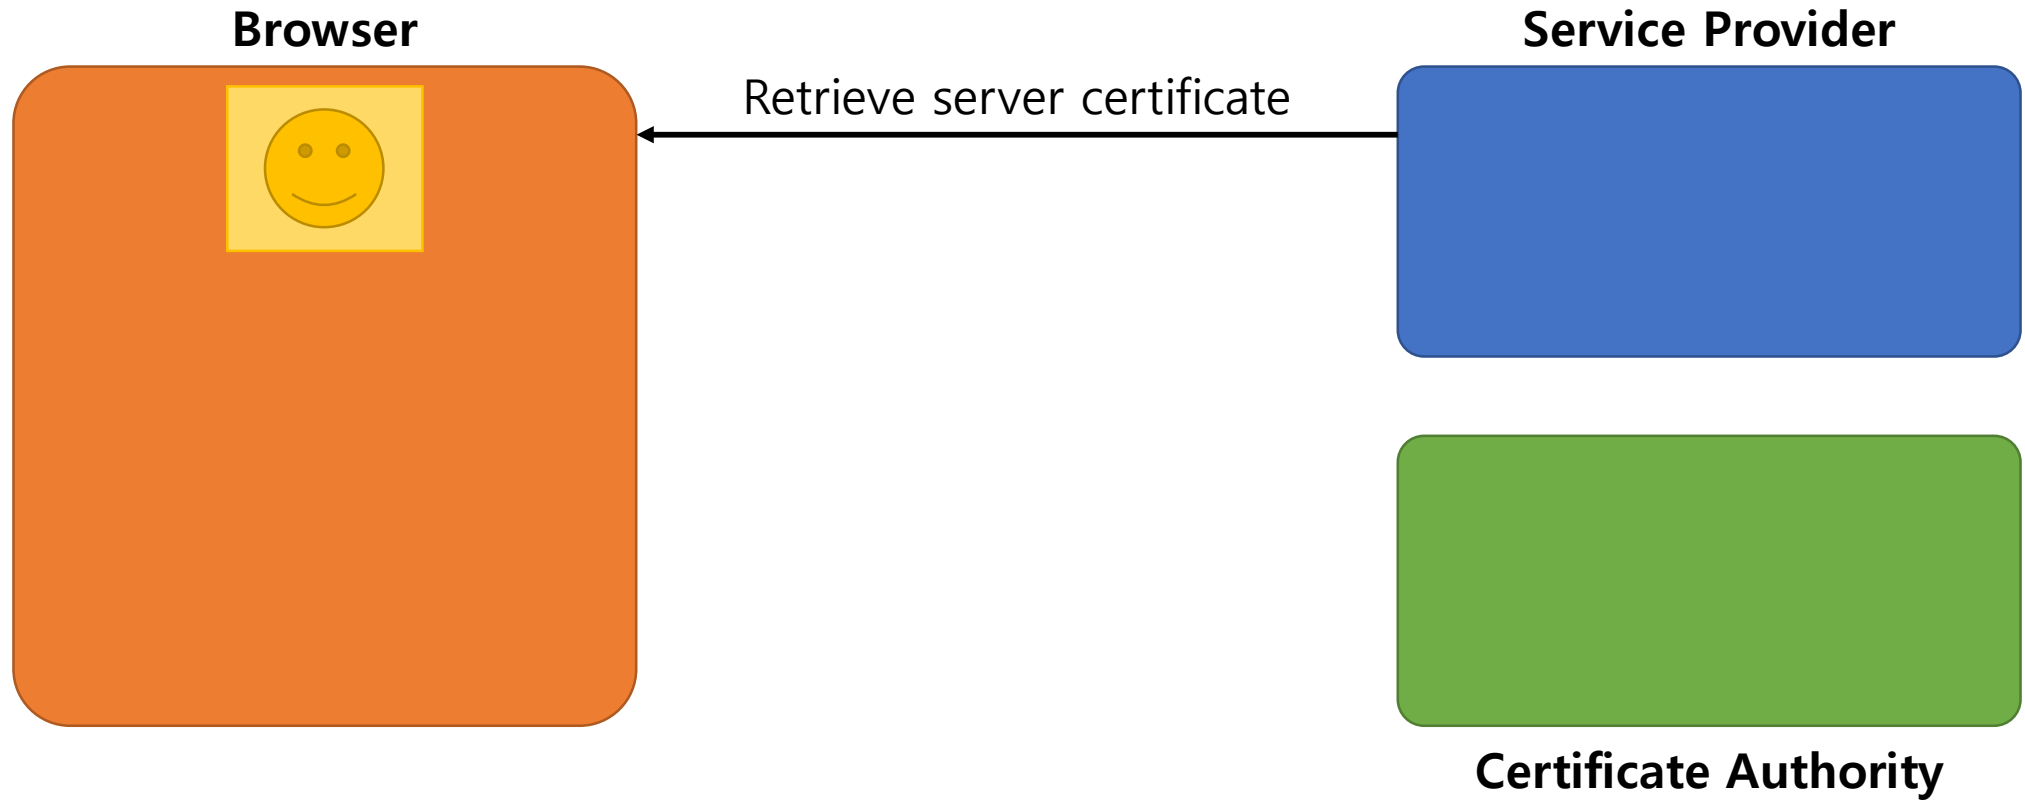 Browser
Service Provider
Retrieve server certificate
Certificate Authority